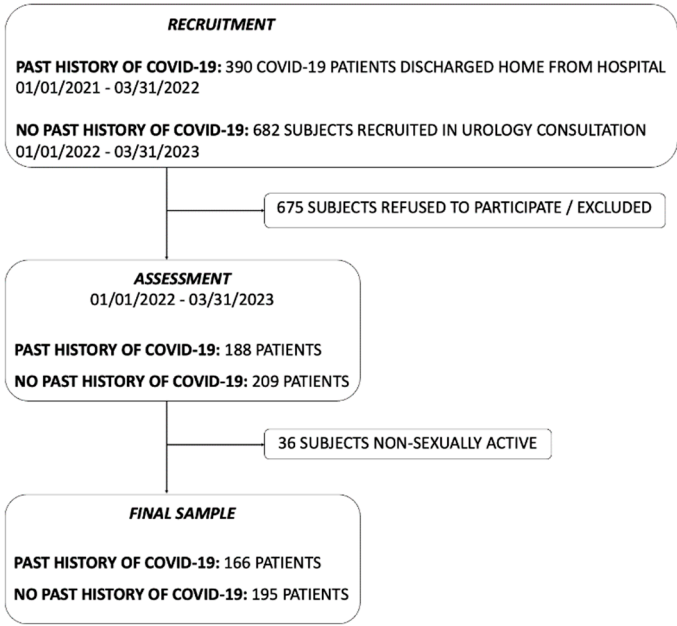 RECRUITMENT
PAST HISTORY OF COVID-19: 390 COVID-19 PATIENTS DISCHARGED HOME FROM HOSPITAL
01/01/2021 - 03/31/2022
NO PAST HISTORY OF COVID-19: 682 SUBJECTS RECRUITED IN UROLOGY CONSULTATION
01/01/2022 - 03/31/2023
675 SUBJECTS REFUSED TO PARTICIPATE / EXCLUDED
ASSESSMENT
01/01/2022 - 03/31/2023
PAST HISTORY OF COVID-19: 188 PATIENTS
NO PAST HISTORY OF COVID-19: 209 PATIENTS
36 SUBJECTS NON-SEXUALLY ACTIVE
FINAL SAMPLE
PAST HISTORY OF COVID-19: 166 PATIENTS
NO PAST HISTORY OF COVID-19: 195 PATIENTS